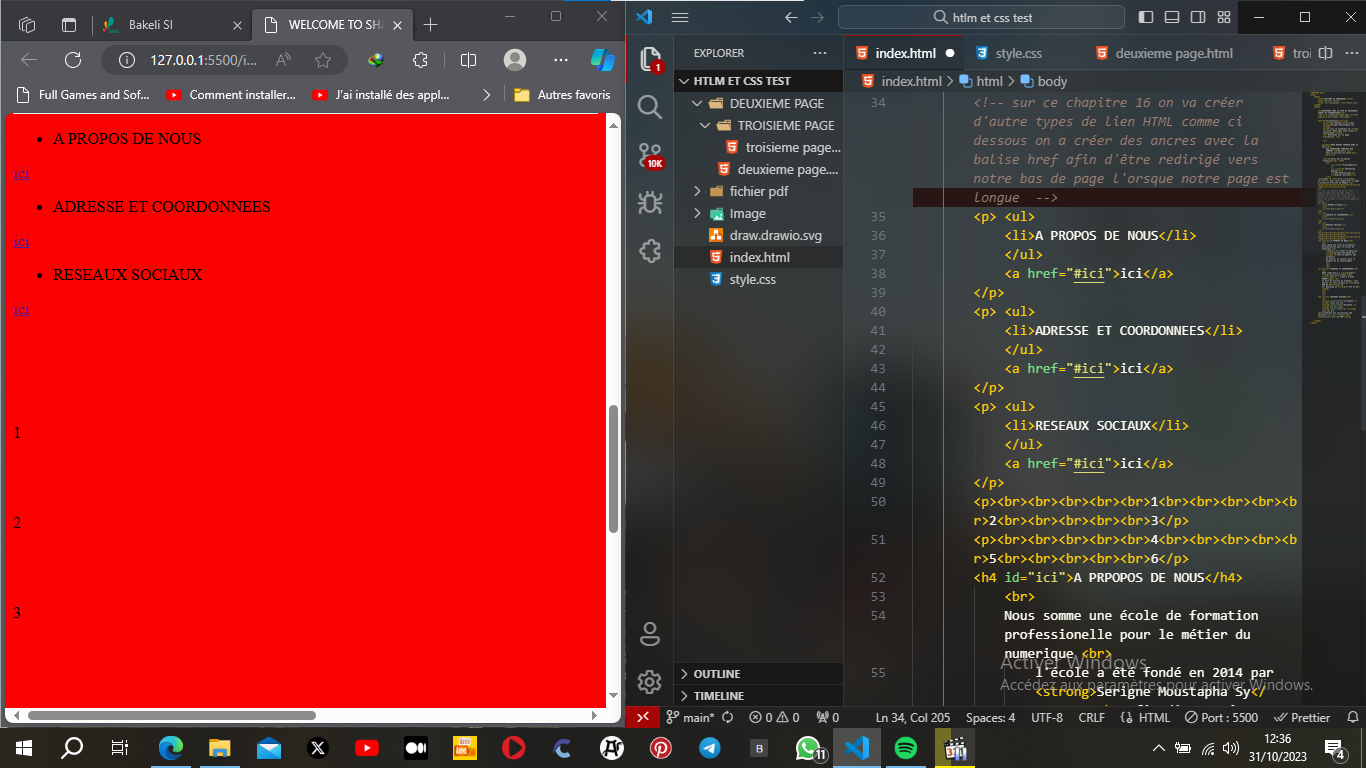 Bakeli SI
WELCOME TO SHA
127.0.0.1:5500/i...
Full Games and Sof...
Comment installer...
J'ai installé des appl...
Autres favoris
A PROPOS DE NOUS
ici
ADRESSE ET COORDONNEES
ici
RESEAUX SOCIAUX
ici
1
2
3
htlm et css test
EXPLORER
1
10K
HTLM ET CSS TEST
DEUXIEME PAGE
TROISIEME PAGE
troisieme page...
deuxieme page....
fichier pdf
Image
draw.drawio.svg
index.html
style.css
OUTLINE
TIMELINE
index.html
style.css
deuxieme page.html
troi
index.html > html > body
34 <!-- sur ce chapitre 16 on va créer
d'autre types de lien HTML comme ci
dessous on a créer des ancres avec la
balise href afin d'être redirigé vers
notre bas de page l'orsque notre page est
longue  -->
35 <p> <ul>
36 <li>A PROPOS DE NOUS</li>
37 </ul>
38 <a href="#ici">ici</a>
39 </p>
40 <p> <ul>
41 <li>ADRESSE ET COORDONNEES</li>
42 </ul>
43 <a href="#ici">ici</a>
44 </p>
45 <p> <ul>
46 <li>RESEAUX SOCIAUX</li>
47 </ul>
48 <a href="#ici">ici</a>
49 </p>
50 <p><br><br><br><br><br>1<br><br><br><br><b
r>2<br><br><br><br><br>3</p>
51 <p><br><br><br><br><br>4<br><br><br><br><b
r>5<br><br><br><br><br>6</p>
52 <h4 id="ici">A PRPOPOS DE NOUS</h4>
53 <br>
54 Nous somme une école de formation
professionelle pour le métier du
numerique <br>
55 l'école a été fondé en 2014 par
<strong>Serigne Moustapha Sy</
Activer Windows
Accédez aux paramètres pour activer Windows.
main*
0
0
0
Ln 34, Col 205
Spaces: 4
UTF-8
CRLF
HTML
Port : 5500
Prettier
11
12:36
31/10/2023
4